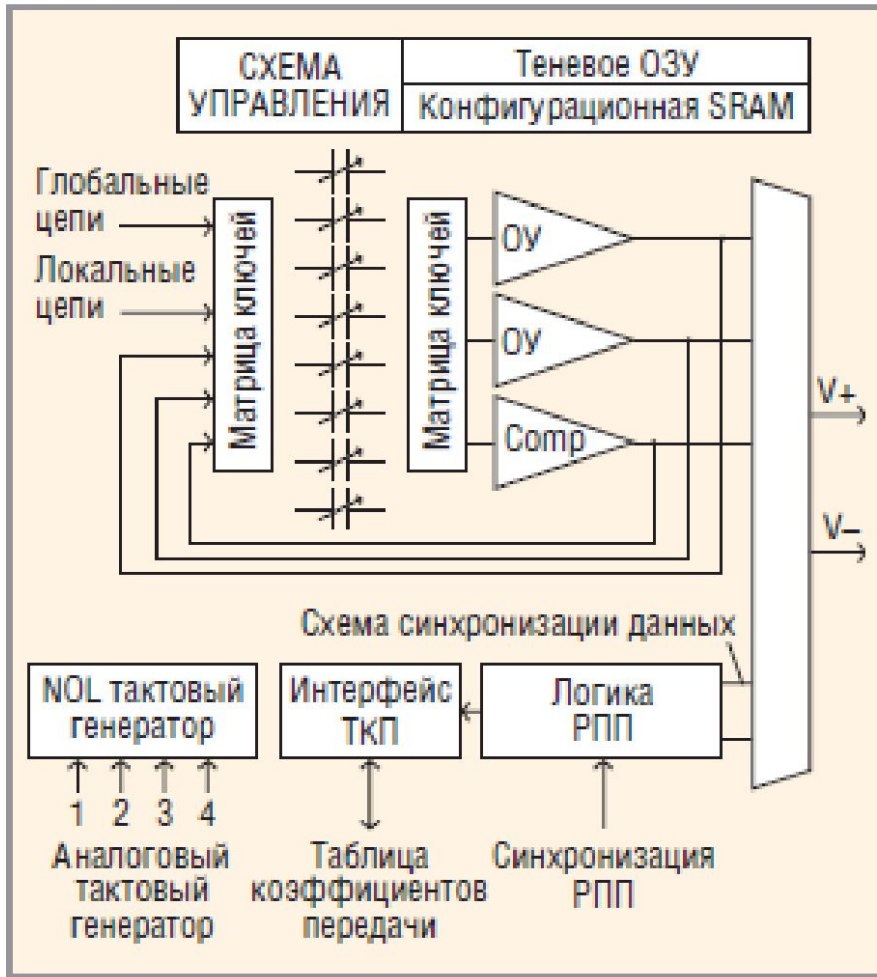 СХЕМА
УПРАВЛЕНИЯ
Теневое ОЗУ
Конфигурационная SRAM
Глобальные
цепи
Локальные
цепи
Матрица ключей
Матрица ключей
ОУ
ОУ
Comp
V+
V–
Схема синхронизации данных
NOL тактовый
генератор
Интерфейс
ТКП
Логика
РПП
1 2 3 4
Аналоговый
тактовый
генератор
Таблица
коэффициентов
передачи
Синхронизация
РПП